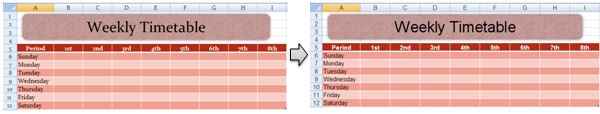 A B C D E F G H I
1
2 Weekly Timetable
3
5 Period 1st 2nd 3rd 4th 5th 6th 7th 8th
6 Sunday
7 Monday
8 Tuesday
9 Wednesday
10 Thursday
11 Friday
12 Saturday
A B C D E F G H I
1
2 Weekly Timetable
3
5 Period 1st 2nd 3rd 4th 5th 6th 7th 8th
6 Sunday
7 Monday
8 Tuesday
9 Wednesday
10 Thursday
11 Friday
12 Saturday